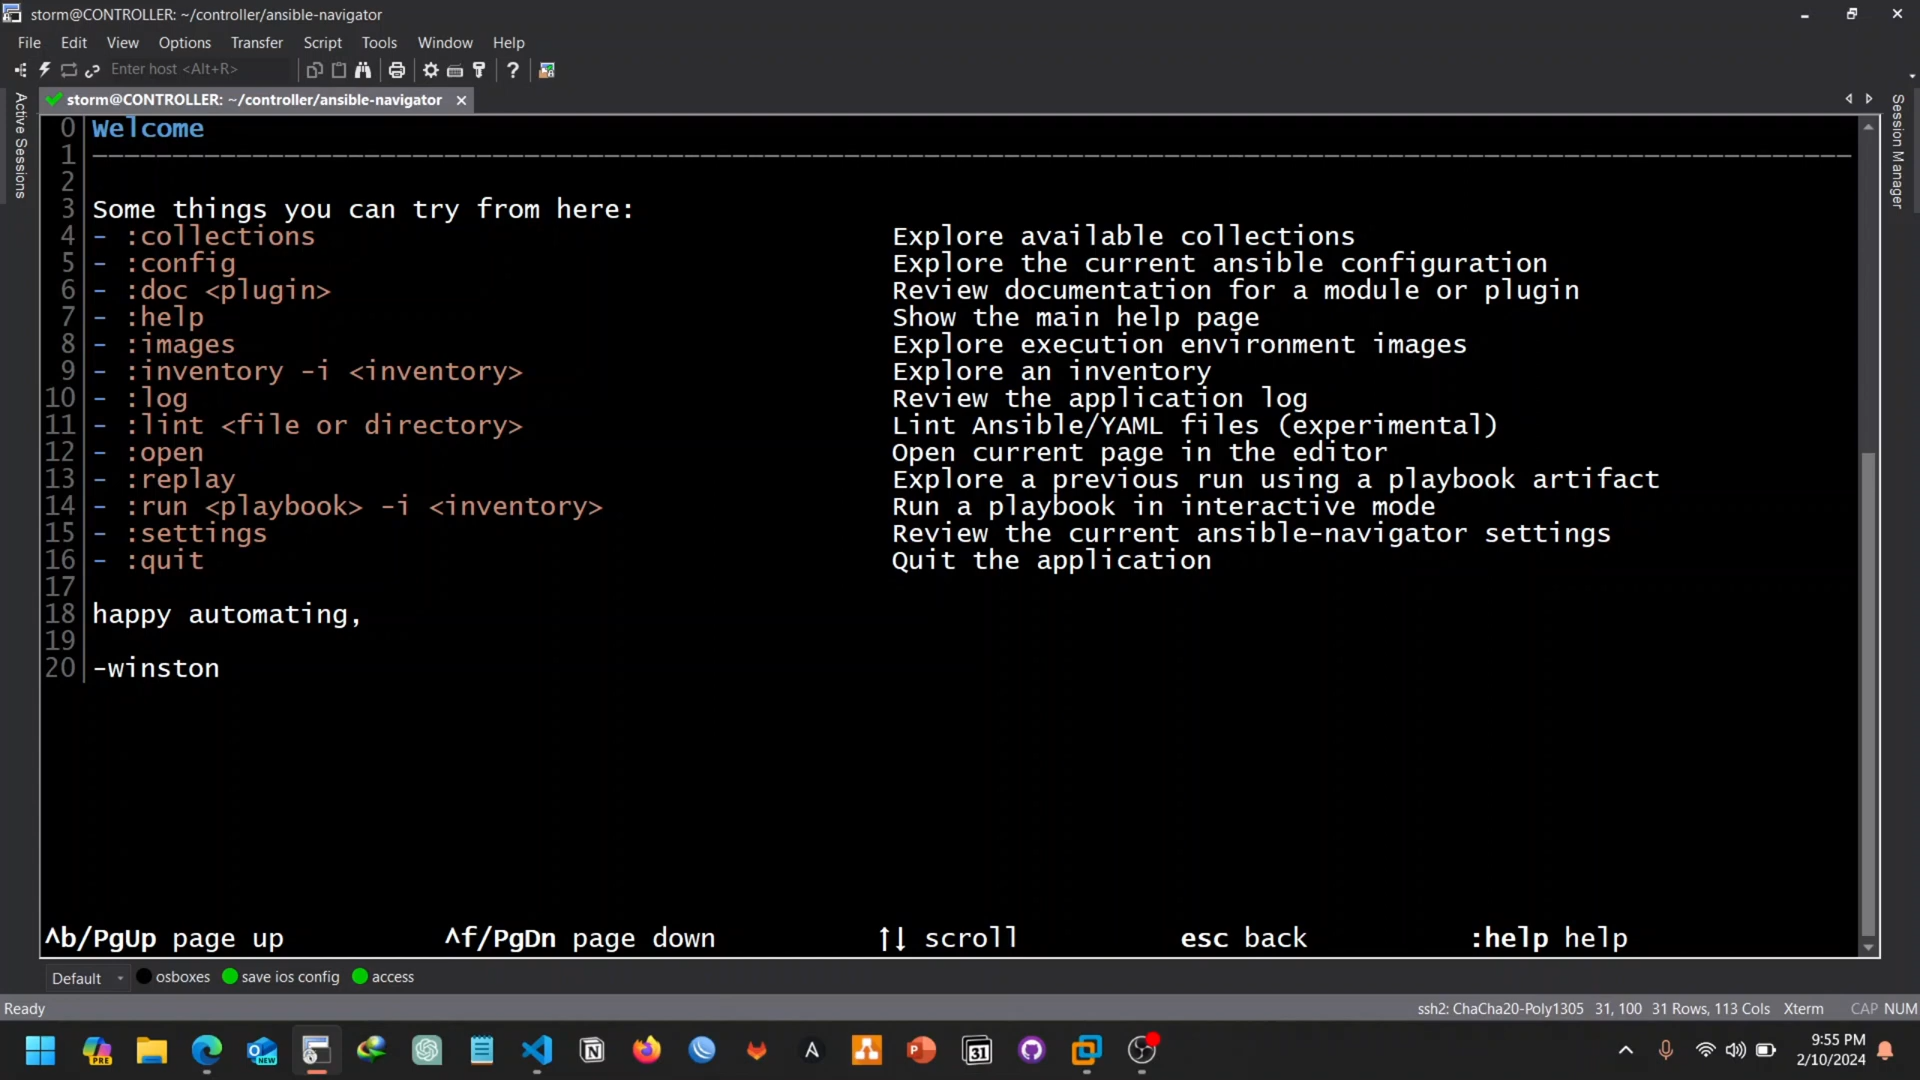 storm@CONTROLLER: ~/controller/ansible-navigator
File Edit View Options Transfer Script Tools Window Help
Enter host <Alt+R>
Active Sessions
storm@CONTROLLER: ~/controller/ansible-navigator
Session Manager
0 Welcome
1 ————————————————————
2
3 Some things you can try from here:
4 - :collections Explore available collections
5 - :config Explore the current ansible configuration
6 - :doc <plugin> Review documentation for a module or plugin
7 - :help Show the main help page
8 - :images Explore execution environment images
9 - :inventory -i <inventory> Explore an inventory
10 - :log Review the application log
11 - :lint <file or directory> Lint Ansible/YAML files (experimental)
12 - :open Open current page in the editor
13 - :replay Explore a previous run using a playbook artifact
14 - :run <playbook> -i <inventory> Run a playbook in interactive mode
15 - :settings Review the current ansible-navigator settings
16 - :quit Quit the application
17
18 happy automating,
19
20 -winston
^b/PgUp page up ^f/PgDn page down ↑↓ scroll esc back :help help
Default osboxes save ios config access
Ready ssh2: ChaCha20-Poly1305 31, 100 31 Rows, 113 Cols Xterm CAP NUM
9:55 PM
2/10/2024